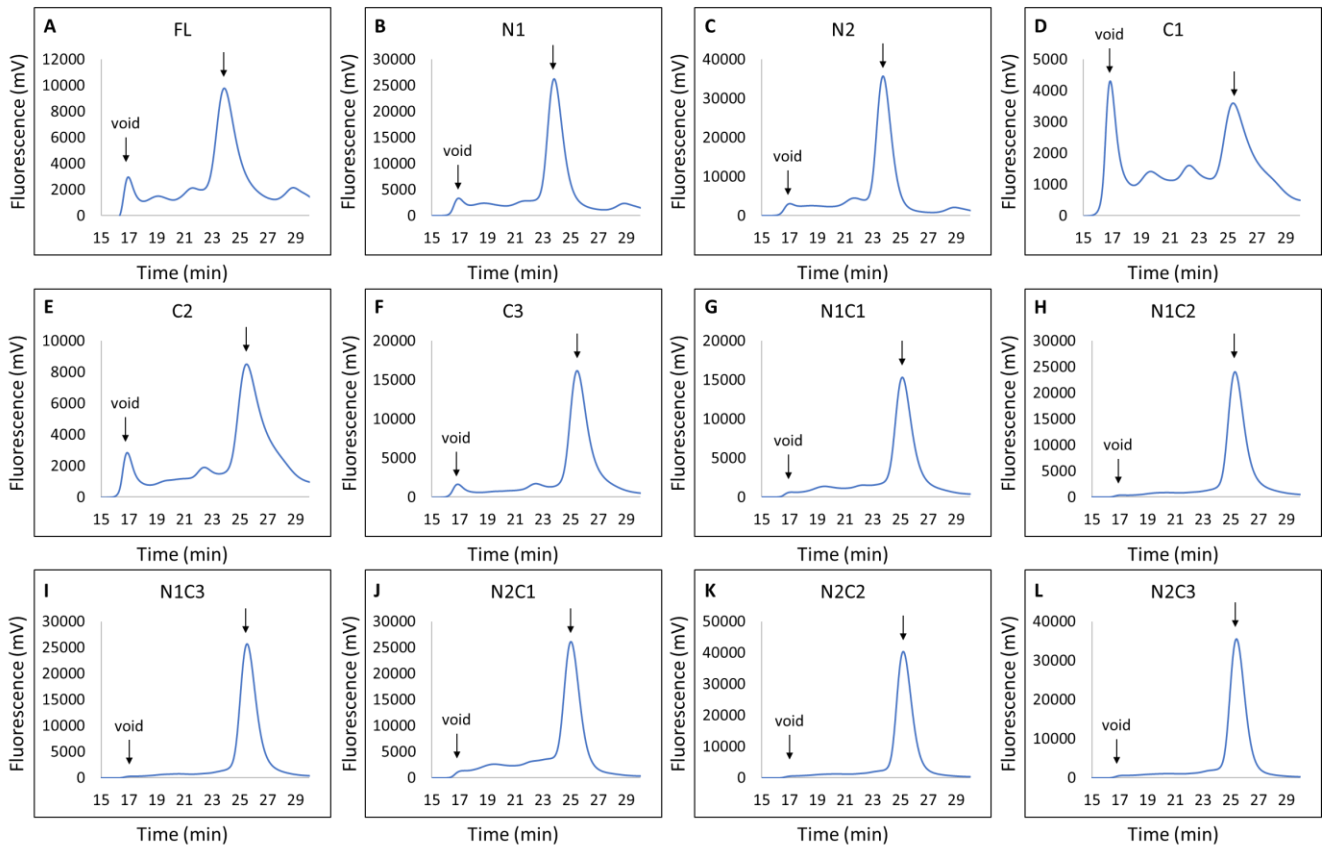 A
FL
Fluorescence (mV)
12000
10000
8000
6000
4000
2000
0
void
15 17 19 21 23 25 27 29
Time (min)
B
N1
Fluorescence (mV)
30000
25000
20000
15000
10000
5000
0
void
15 17 19 21 23 25 27 29
Time (min)
C
N2
Fluorescence (mV)
40000
30000
20000
10000
0
void
15 17 19 21 23 25 27 29
Time (min)
D
C1
Fluorescence (mV)
5000
4000
3000
2000
1000
0
void
15 17 19 21 23 25 27 29
Time (min)
E
C2
Fluorescence (mV)
10000
8000
6000
4000
2000
0
void
15 17 19 21 23 25 27 29
Time (min)
F
C3
Fluorescence (mV)
20000
15000
10000
5000
0
void
15 17 19 21 23 25 27 29
Time (min)
G
N1C1
Fluorescence (mV)
20000
15000
10000
5000
0
void
15 17 19 21 23 25 27 29
Time (min)
H
N1C2
Fluorescence (mV)
30000
25000
20000
15000
10000
5000
0
void
15 17 19 21 23 25 27 29
Time (min)
I
N1C3
Fluorescence (mV)
30000
25000
20000
15000
10000
5000
0
void
15 17 19 21 23 25 27 29
Time (min)
J
N2C1
Fluorescence (mV)
30000
25000
20000
15000
10000
5000
0
void
15 17 19 21 23 25 27 29
Time (min)
K
N2C2
Fluorescence (mV)
50000
40000
30000
20000
10000
0
void
15 17 19 21 23 25 27 29
Time (min)
L
N2C3
Fluorescence (mV)
40000
30000
20000
10000
0
void
15 17 19 21 23 25 27 29
Time (min)